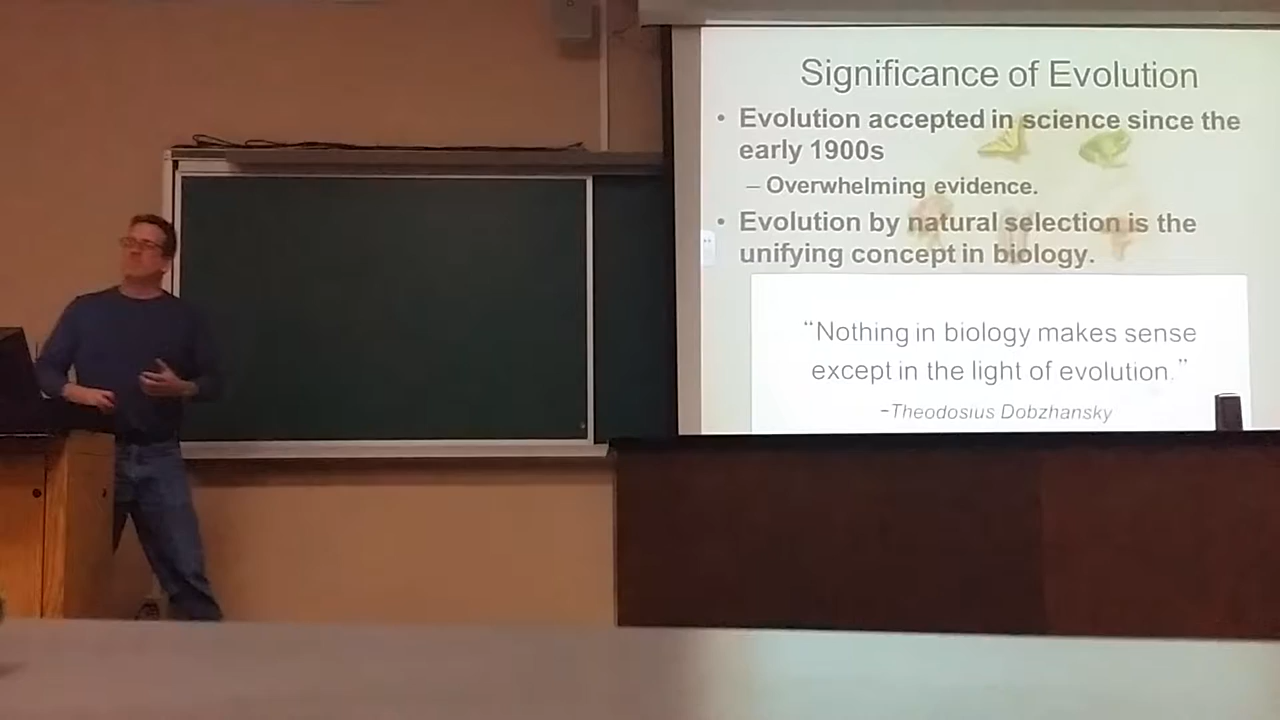 Significance of Evolution
• Evolution accepted in science since the
early 1900s
– Overwhelming evidence.
• Evolution by natural selection is the
unifying concept in biology.
“Nothing in biology makes sense
except in the light of evolution.”
–Theodosius Dobzhansky